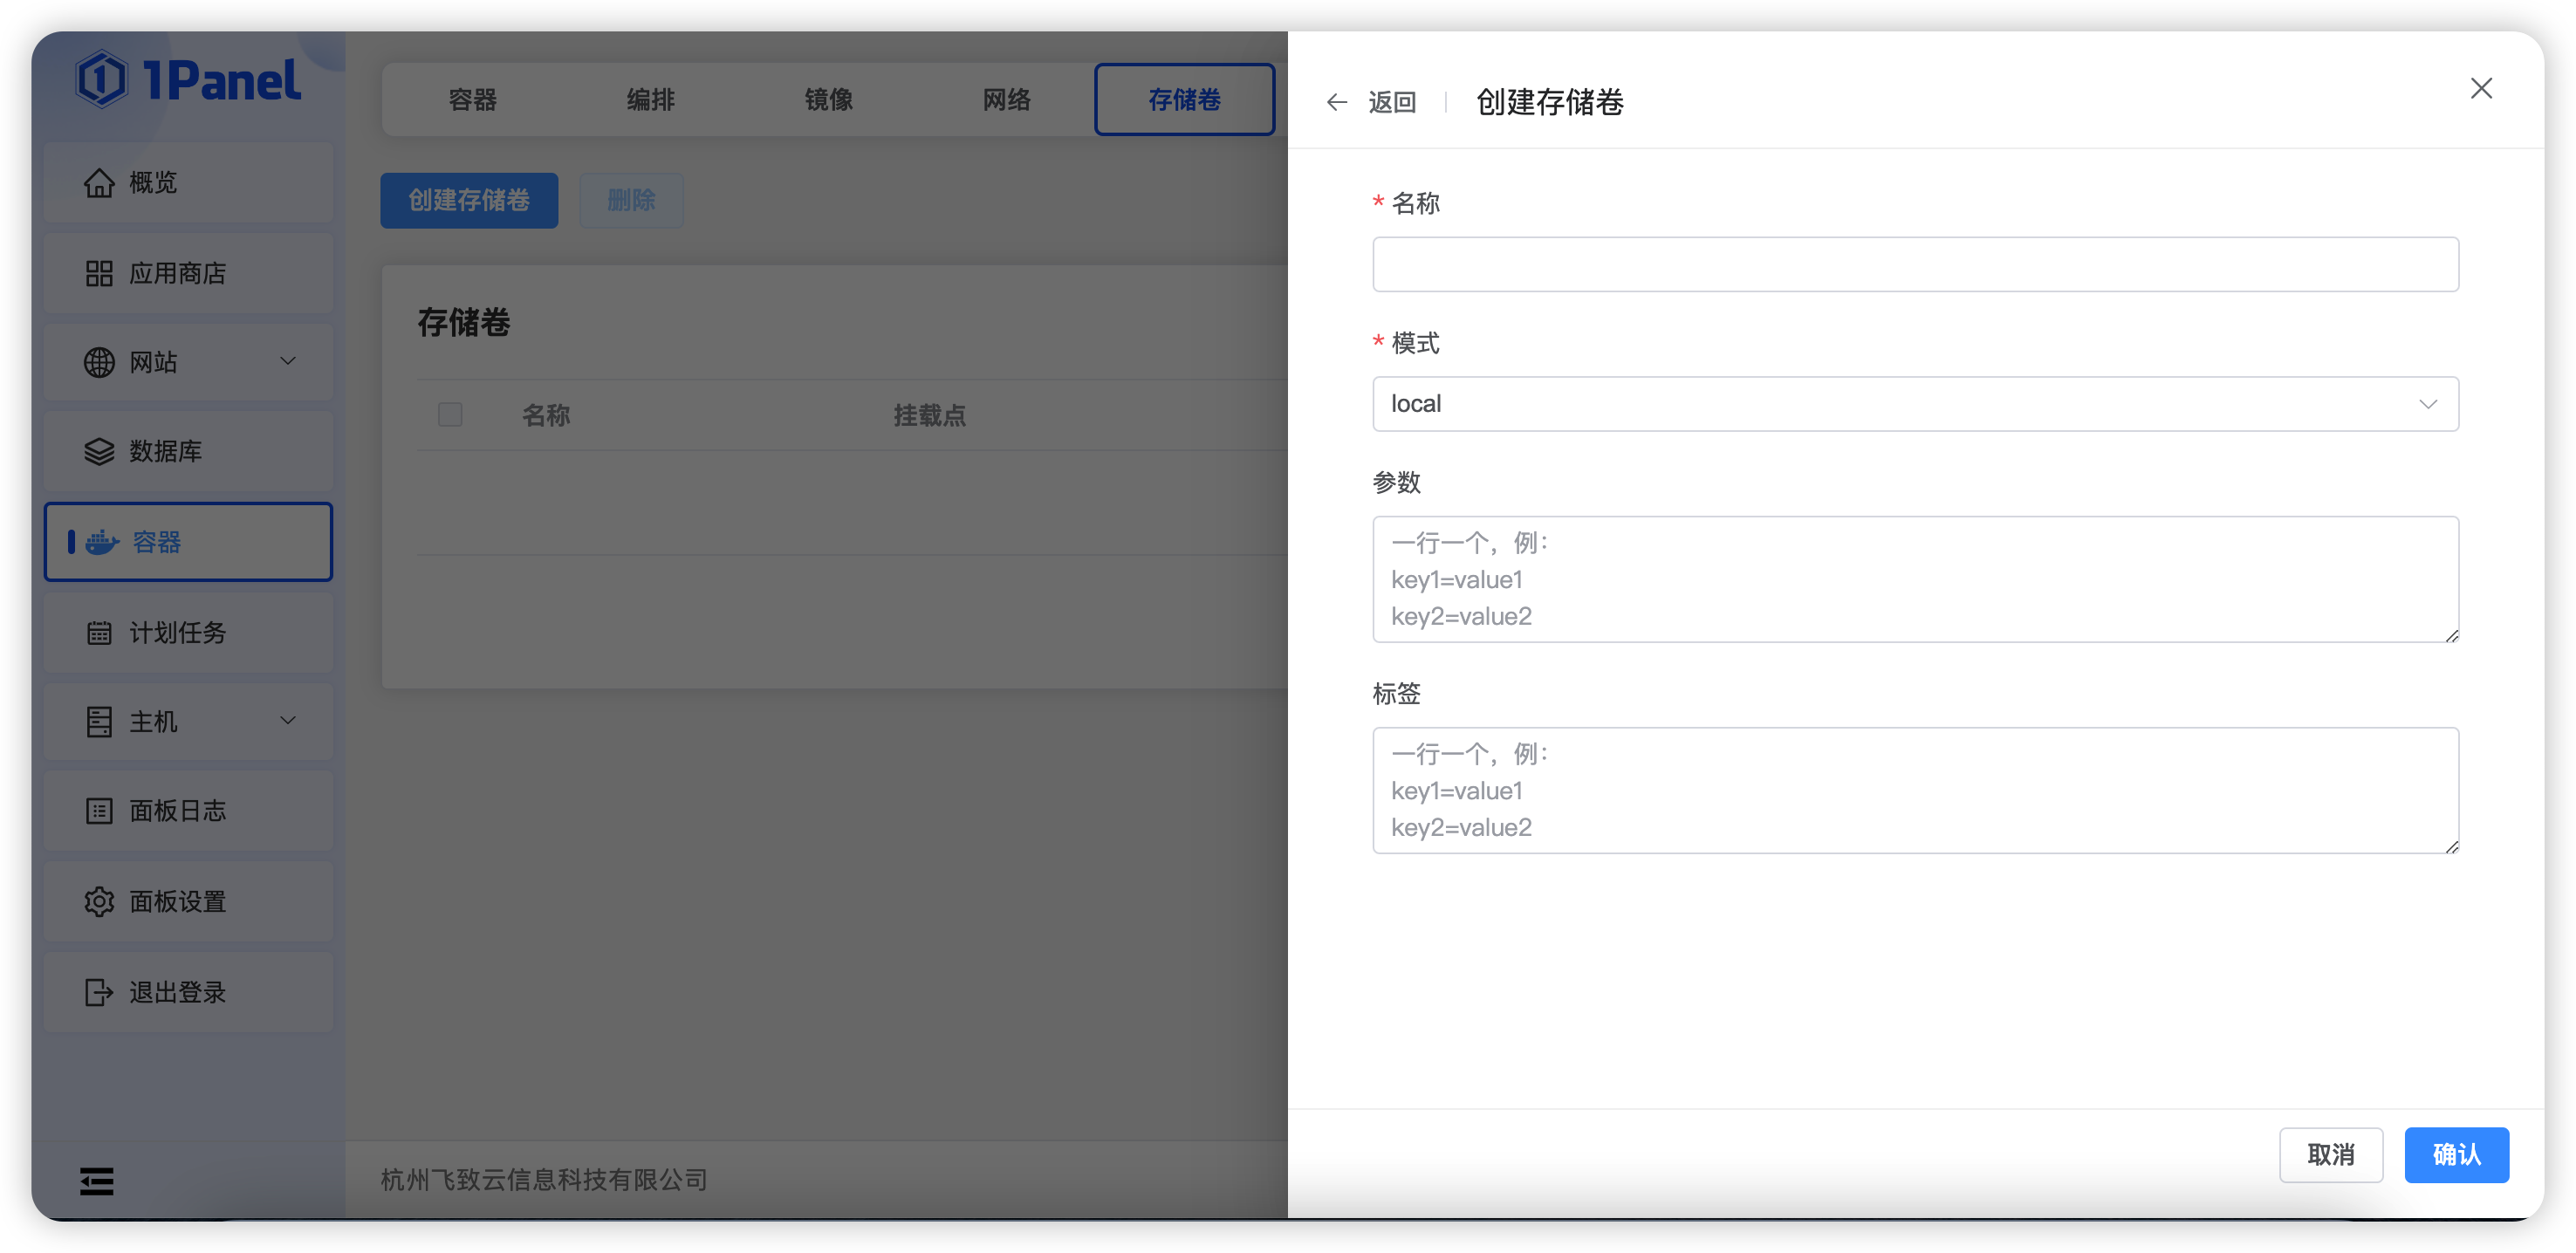 1Panel
概览
应用商店
网站
数据库
容器
计划任务
主机
面板日志
面板设置
退出登录
容器
编排
镜像
网络
存储卷
创建存储卷
删除
存储卷
名称
挂载点
杭州飞致云信息科技有限公司
返回
创建存储卷
* 名称
* 模式
local
参数
一行一个，例：
key1=value1
key2=value2
标签
一行一个，例：
key1=value1
key2=value2
取消
确认